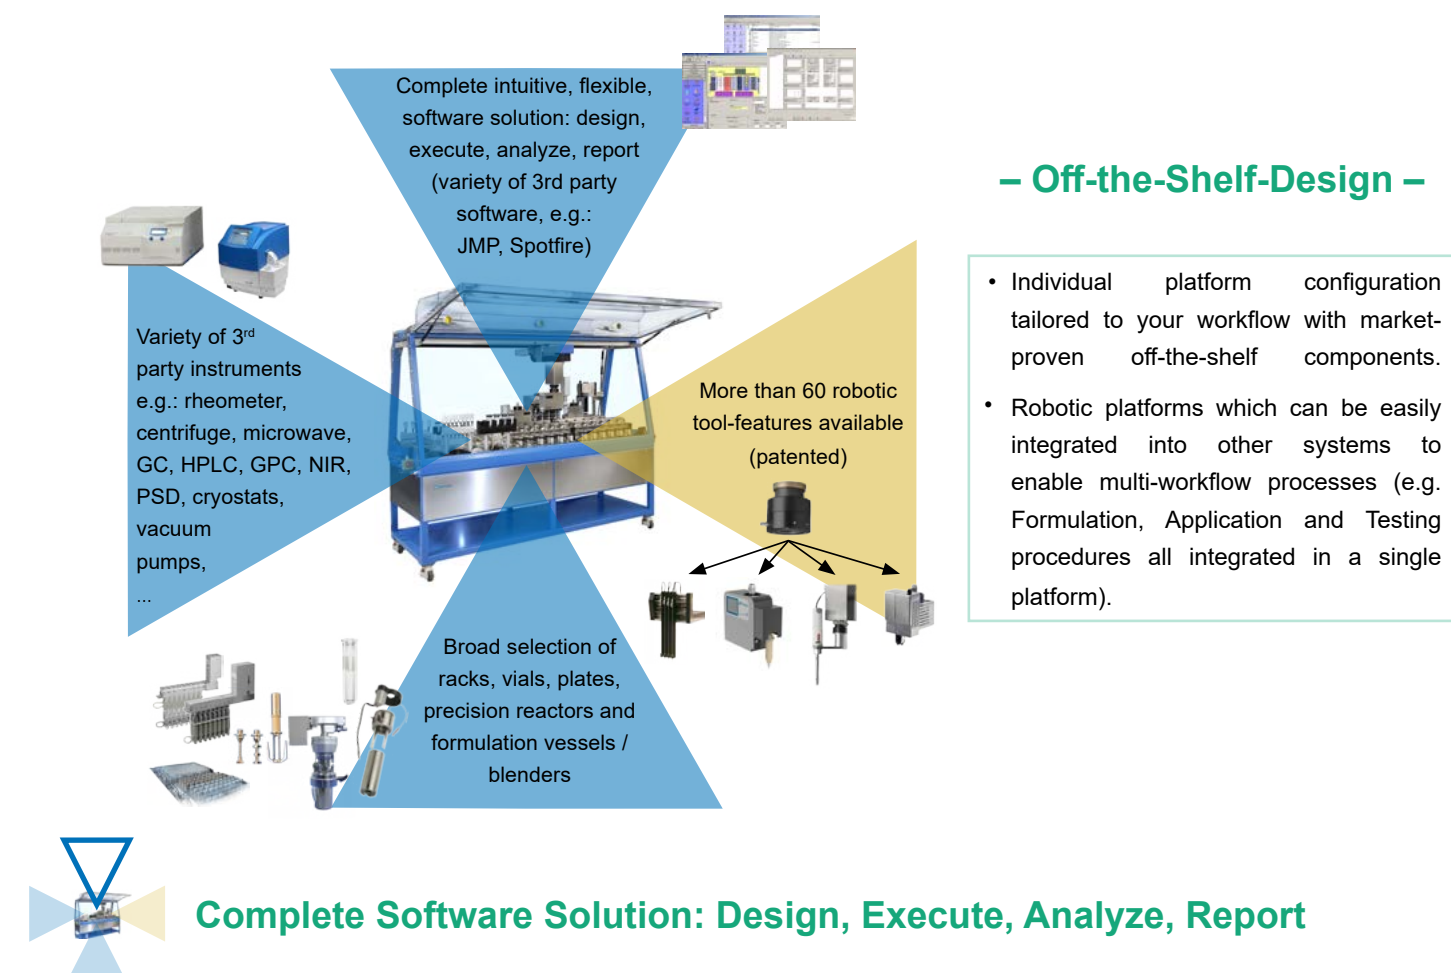 Complete intuitive, flexible,
software solution: design,
execute, analyze, report
(variety of 3rd party
software, e.g.:
JMP, Spotfire)
– Off-the-Shelf-Design –
• Individual platform configuration
tailored to your workflow with market-
proven off-the-shelf components.
• Robotic platforms which can be easily
integrated into other systems to
enable multi-workflow processes (e.g.
Formulation, Application and Testing
procedures all integrated in a single
platform).
Variety of 3rd
party instruments
e.g.: rheometer,
centrifuge, microwave,
GC, HPLC, GPC, NIR,
PSD, cryostats,
vacuum
pumps,
...
More than 60 robotic
tool-features available
(patented)
Broad selection of
racks, vials, plates,
precision reactors and
formulation vessels /
blenders
Complete Software Solution: Design, Execute, Analyze, Report